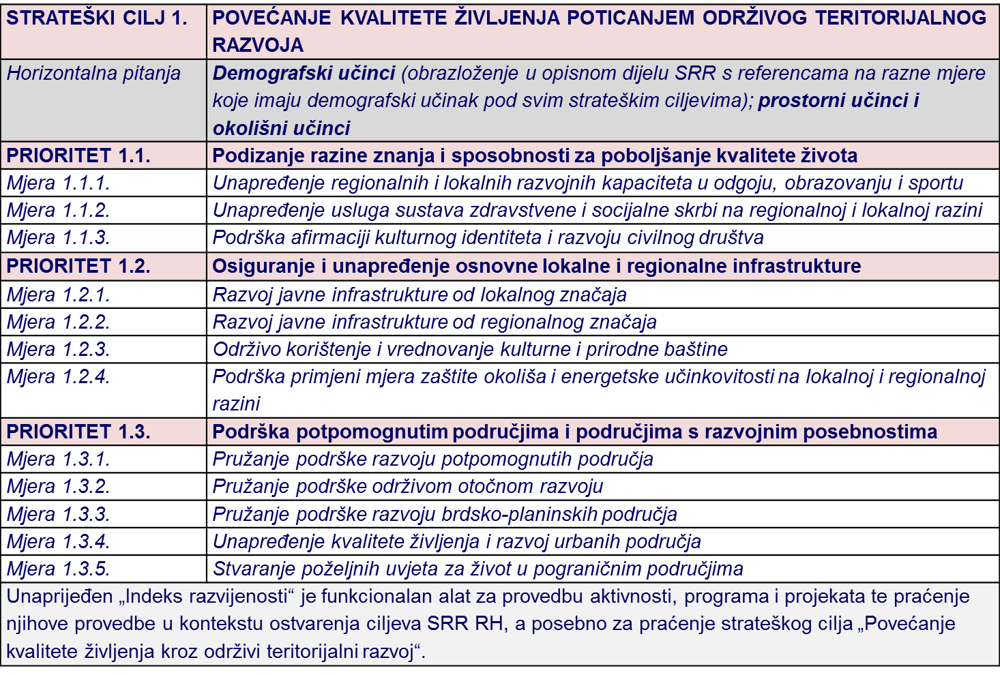 STRATEŠKI CILJ 1. POVEĆANJE KVALITETE ŽIVLJENJA POTICANJEM ODRŽIVOG TERITORIJALNOG
RAZVOJA
Horizontalna pitanja Demografski učinci (obrazloženje u opisnom dijelu SRR s referencama na razne mjere
koje imaju demografski učinak pod svim strateškim ciljevima); prostorni učinci i
okolišni učinci
PRIORITET 1.1. Podizanje razine znanja i sposobnosti za poboljšanje kvalitete života
Mjera 1.1.1. Unapređenje regionalnih i lokalnih razvojnih kapaciteta u odgoju, obrazovanju i sportu
Mjera 1.1.2. Unapređenje usluga sustava zdravstvene i socijalne skrbi na regionalnoj i lokalnoj razini
Mjera 1.1.3. Podrška afirmaciji kulturnog identiteta i razvoju civilnog društva
PRIORITET 1.2. Osiguranje i unapređenje osnovne lokalne i regionalne infrastrukture
Mjera 1.2.1. Razvoj javne infrastrukture od lokalnog značaja
Mjera 1.2.2. Razvoj javne infrastrukture od regionalnog značaja
Mjera 1.2.3. Održivo korištenje i vrednovanje kulturne i prirodne baštine
Mjera 1.2.4. Podrška primjeni mjera zaštite okoliša i energetske učinkovitosti na lokalnoj i regionalnoj
razini
PRIORITET 1.3. Podrška potpomognutim područjima i područjima s razvojnim posebnostima
Mjera 1.3.1. Pružanje podrške razvoju potpomognutih područja
Mjera 1.3.2. Pružanje podrške održivom otočnom razvoju
Mjera 1.3.3. Pružanje podrške razvoju brdsko-planinskih područja
Mjera 1.3.4. Unapređenje kvalitete življenja i razvoj urbanih područja
Mjera 1.3.5. Stvaranje poželjnih uvjeta za život u pograničnim područjima
Unaprijeđen „Indeks razvijenosti“ je funkcionalan alat za provedbu aktivnosti, programa i projekata te praćenje
njihove provedbe u kontekstu ostvarenja ciljeva SRR RH, a posebno za praćenje strateškog cilja „Povećanje
kvalitete življenja kroz održivi teritorijalni razvoj“.